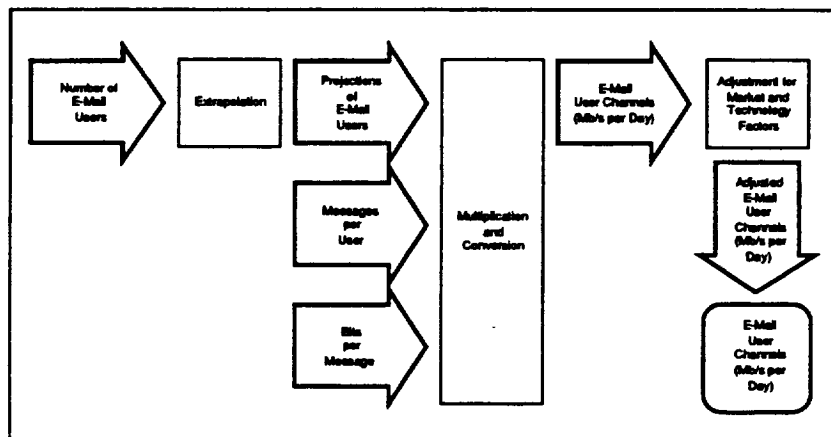 Number of
E-Mail
Users
Extrapolation
Projections
of
E-Mail
Users
Messages
per
User
Bits
per
Message
Multiplication
and
Conversion
E-Mail
User Channels
(Mb/s per Day)
Adjustment for
Market and
Technology
Factors
Adjusted
E-Mail
User
Channels
(Mb/s per
Day)
E-Mail
User
Channels
(Mb/s per
Day)